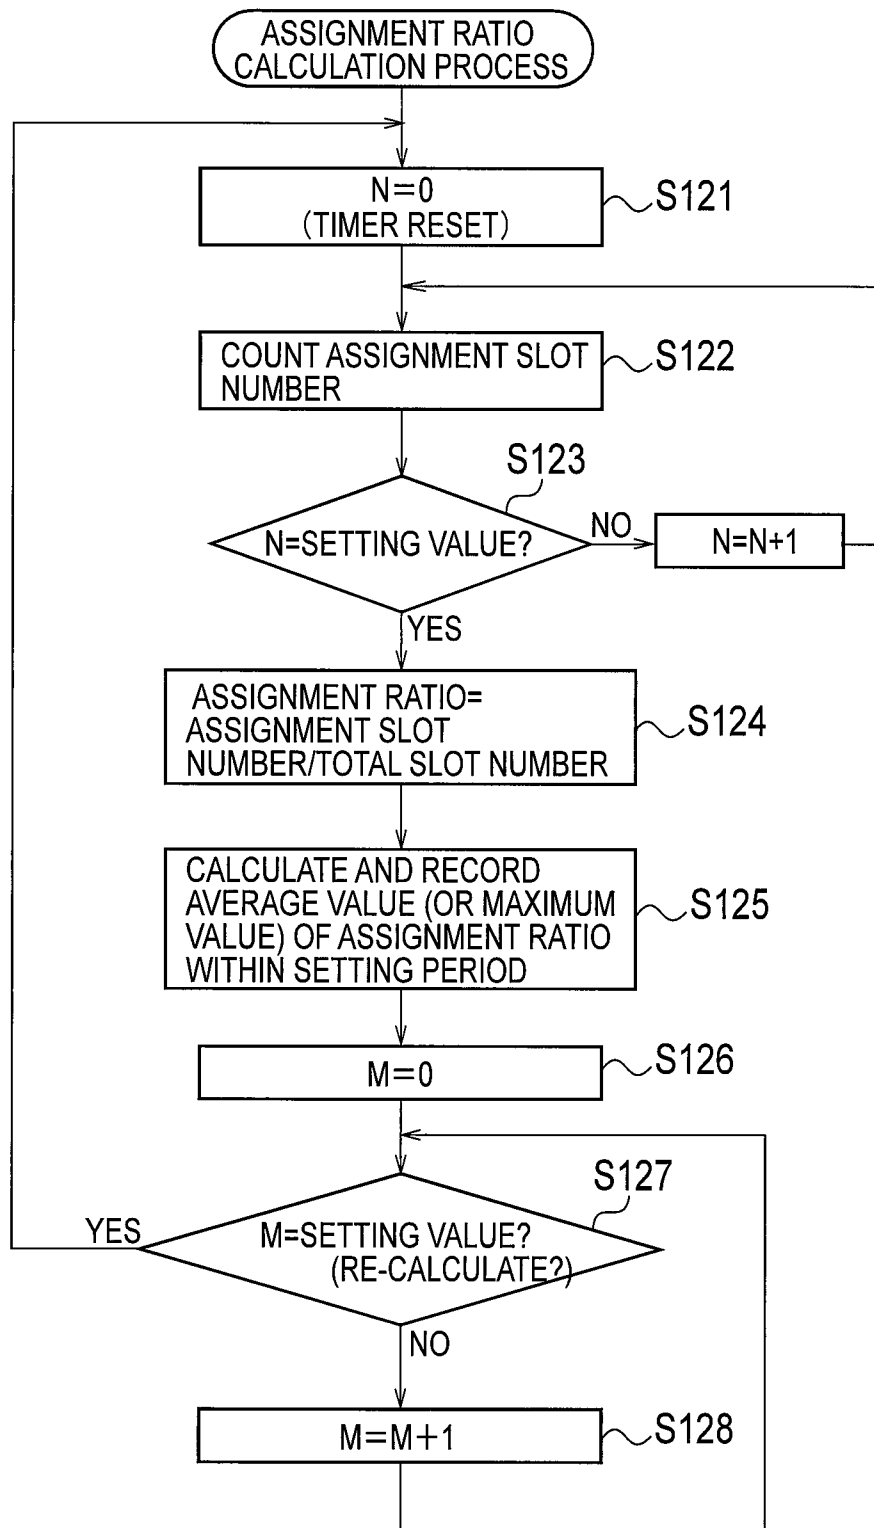 ASSIGNMENT RATIO
CALCULATION PROCESS
N=0
(TIMER RESET)
S121
COUNT ASSIGNMENT SLOT
NUMBER
S122
S123
N=SETTING VALUE?
NO
N=N+1
YES
ASSIGNMENT RATIO=
ASSIGNMENT SLOT
NUMBER/TOTAL SLOT NUMBER
S124
CALCULATE AND RECORD
AVERAGE VALUE (OR MAXIMUM
VALUE) OF ASSIGNMENT RATIO
WITHIN SETTING PERIOD
S125
M=0
S126
S127
YES
M=SETTING VALUE?
(RE-CALCULATE?)
NO
M=M+1
S128